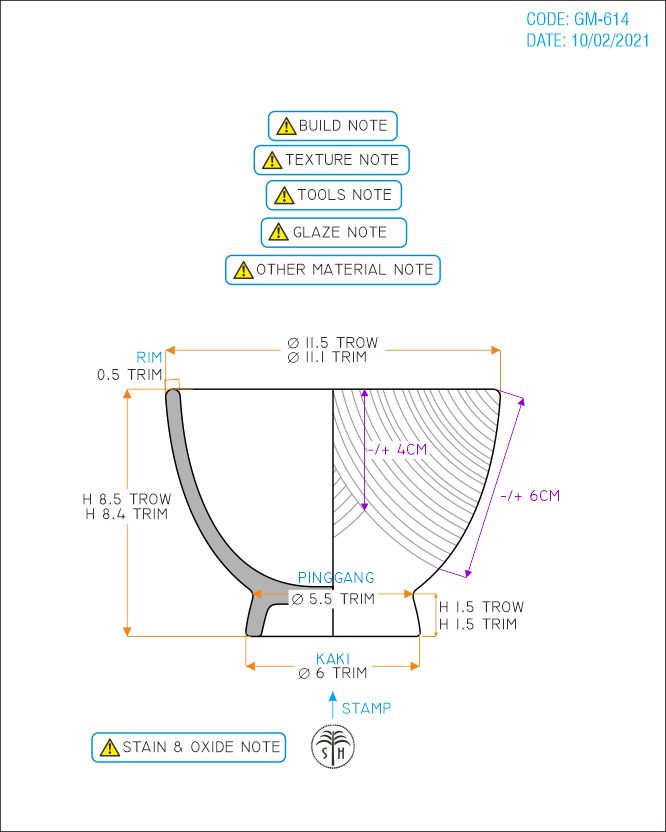 CODE: GM-614
DATE: 10/02/2021
BUILD NOTE
TEXTURE NOTE
TOOLS NOTE
GLAZE NOTE
OTHER MATERIAL NOTE
Ø 11.5 TROW
Ø 11.1 TRIM
RIM
0.5 TRIM
-/+ 4CM
-/+ 6CM
H 8.5 TROW
H 8.4 TRIM
PINGGANG
Ø 5.5 TRIM
H 1.5 TROW
H 1.5 TRIM
KAKI
Ø 6 TRIM
STAMP
S H
STAIN & OXIDE NOTE